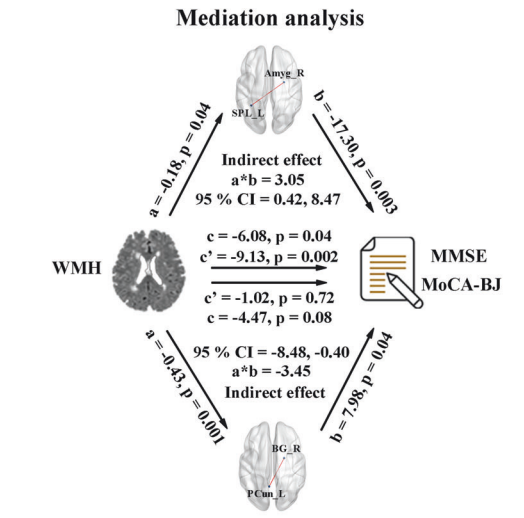 Mediation analysis
Amyg_R
SPL_L
a = -0.18, p = 0.04
b = -17.30, p = 0.003
Indirect effect
a*b = 3.05
95 % CI = 0.42, 8.47
c = -6.08, p = 0.04
c' = -9.13, p = 0.002
WMH
MMSE
MoCA-BJ
c' = -1.02, p = 0.72
c = -4.47, p = 0.08
95 % CI = -8.48, -0.40
a*b = -3.45
Indirect effect
a = -0.43, p = 0.001
b = 7.98, p = 0.04
BG_R
PCun_L